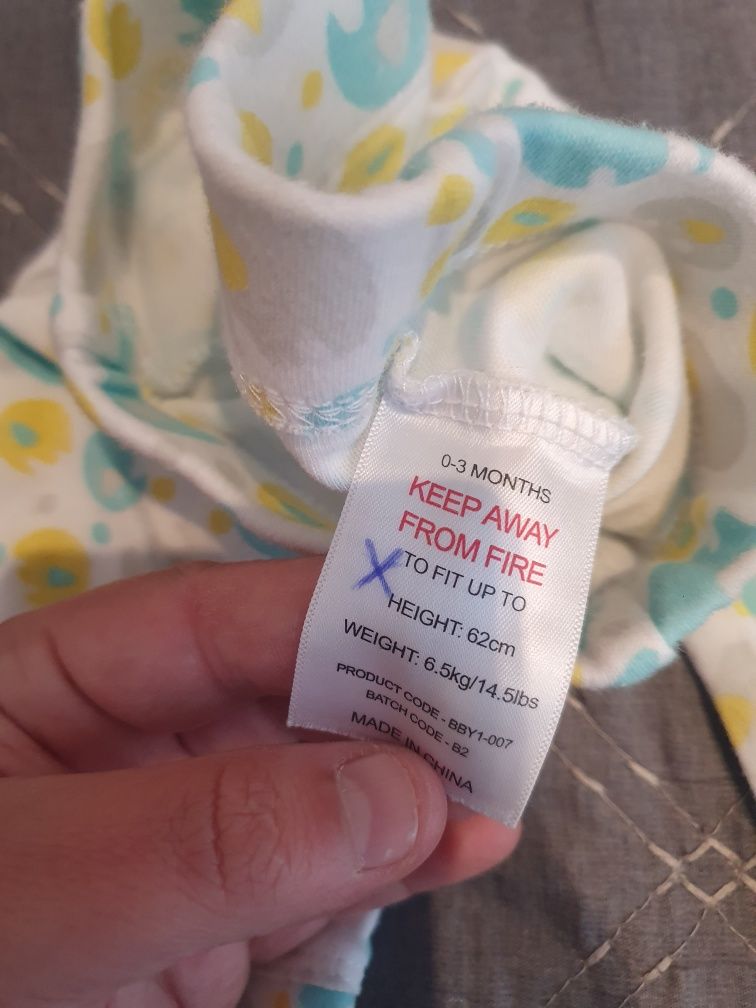 0-3 MONTHS
KEEP AWAY
FROM FIRE
X TO FIT UP TO
HEIGHT: 62cm
WEIGHT: 6.5kg/14.5lbs
PRODUCT CODE - BBY1-007
BATCH CODE - B2
MADE IN CHINA